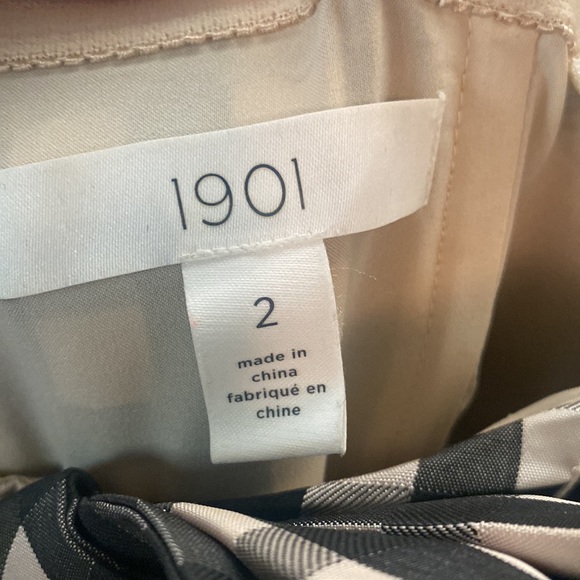 1901
2
made in
china
fabriqué en
chine